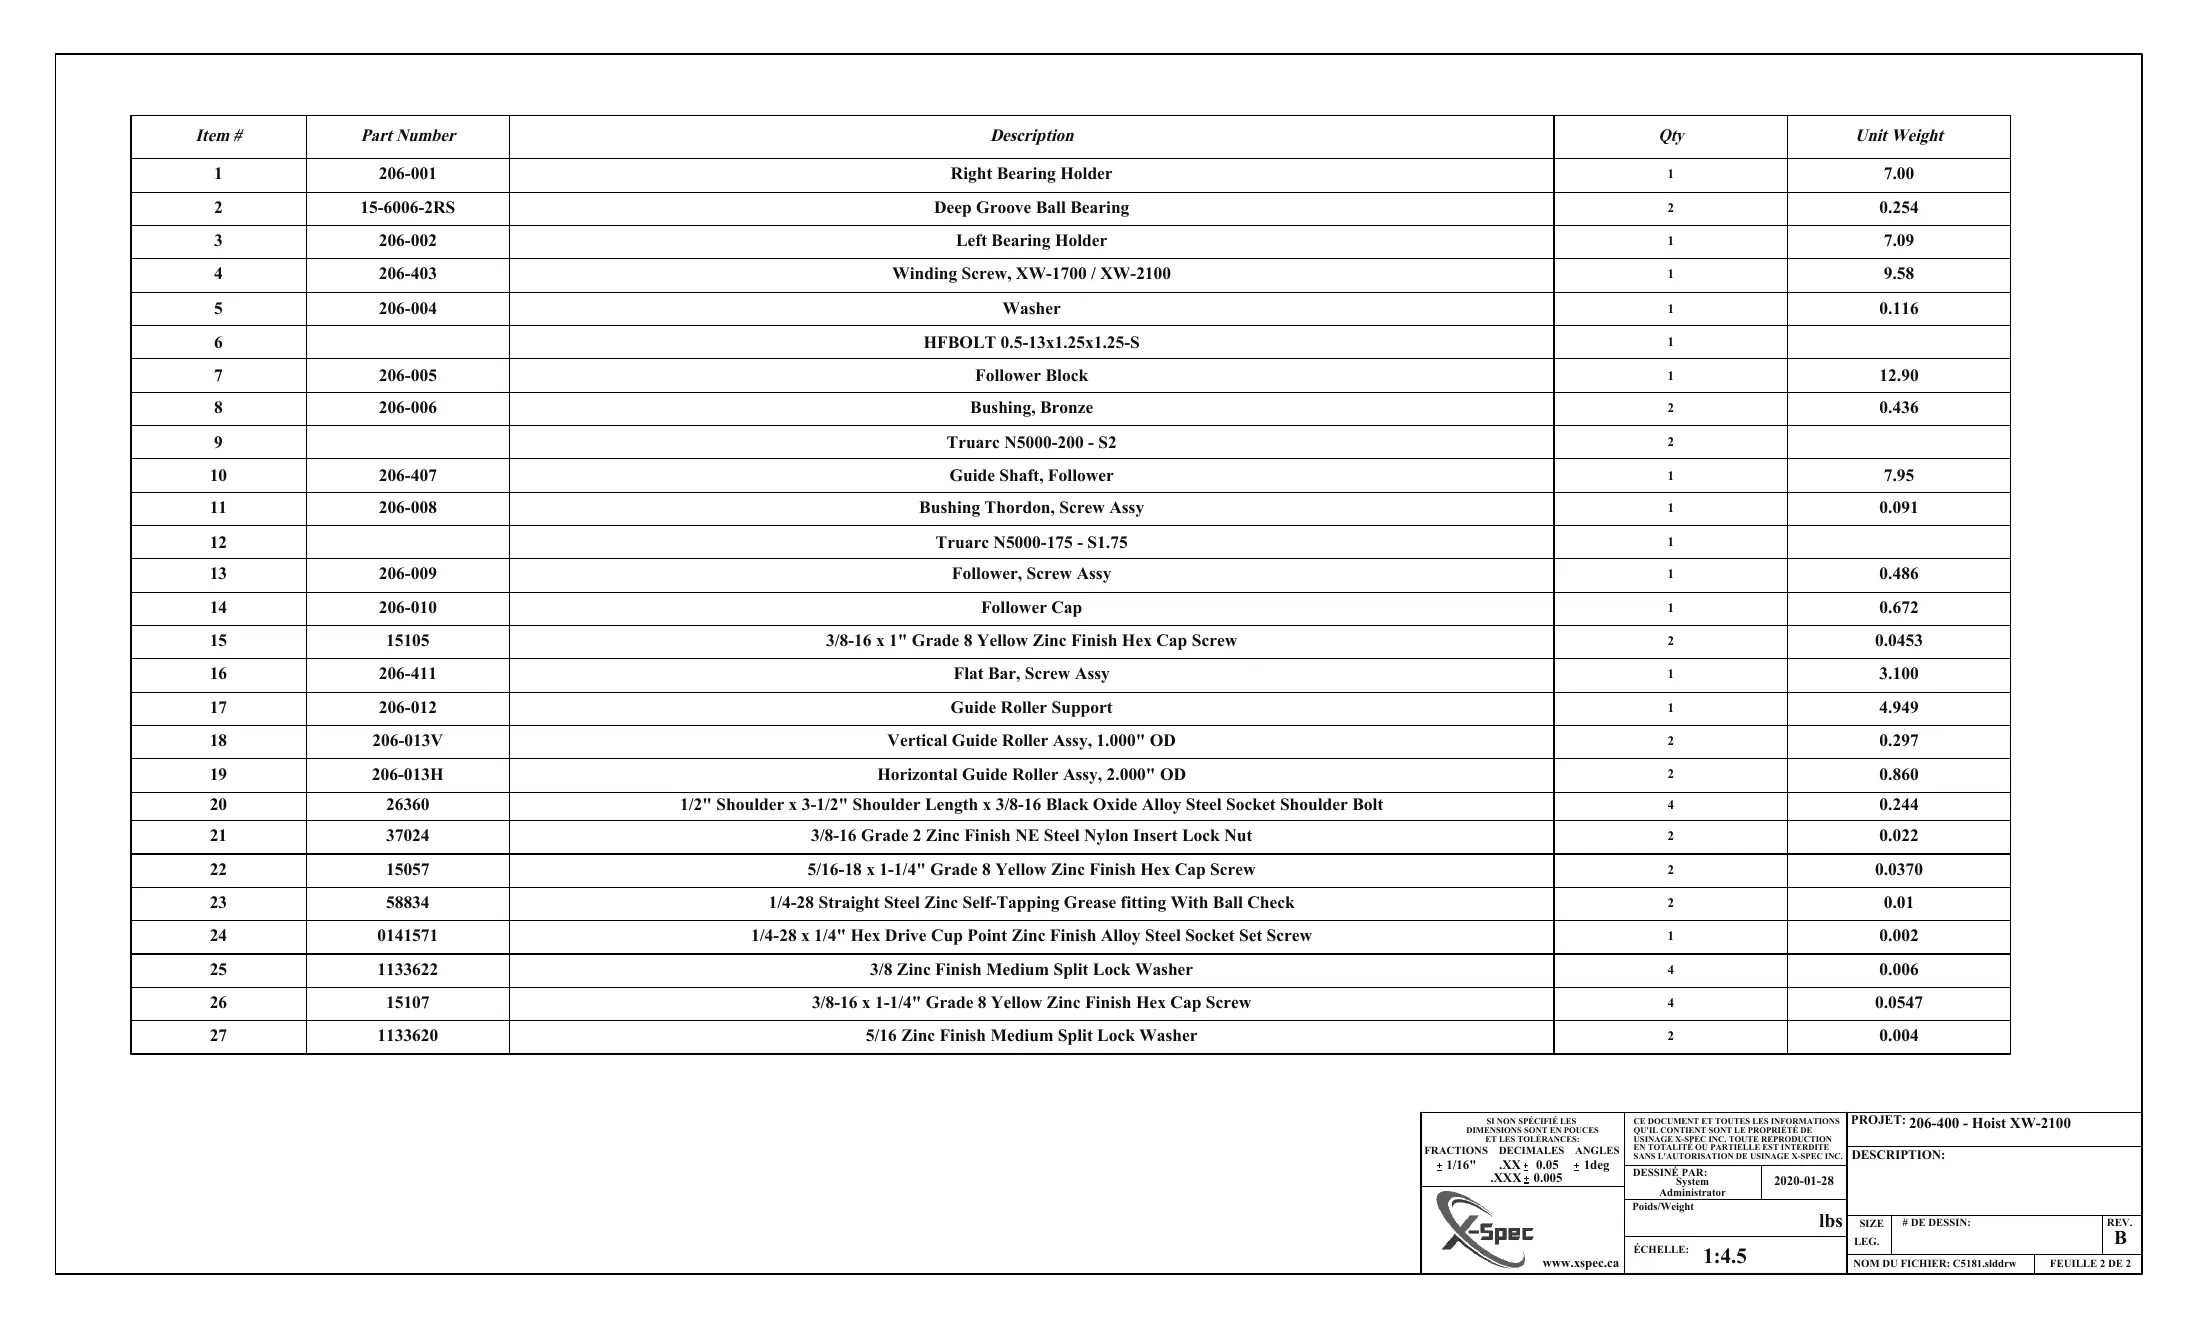 Item # Part Number Description Qty Unit Weight
1 206-001 Right Bearing Holder 1 7.00
2 15-6006-2RS Deep Groove Ball Bearing 2 0.254
3 206-002 Left Bearing Holder 1 7.09
4 206-403 Winding Screw, XW-1700 / XW-2100 1 9.58
5 206-004 Washer 1 0.116
6 HFBOLT 0.5-13x1.25x1.25-S 1
7 206-005 Follower Block 1 12.90
8 206-006 Bushing, Bronze 2 0.436
9 Truarc N5000-200 - S2 2
10 206-407 Guide Shaft, Follower 1 7.95
11 206-008 Bushing Thordon, Screw Assy 1 0.091
12 Truarc N5000-175 - S1.75 1
13 206-009 Follower, Screw Assy 1 0.486
14 206-010 Follower Cap 1 0.672
15 15105 3/8-16 x 1" Grade 8 Yellow Zinc Finish Hex Cap Screw 2 0.0453
16 206-411 Flat Bar, Screw Assy 1 3.100
17 206-012 Guide Roller Support 1 4.949
18 206-013V Vertical Guide Roller Assy, 1.000" OD 2 0.297
19 206-013H Horizontal Guide Roller Assy, 2.000" OD 2 0.860
20 26360 1/2" Shoulder x 3-1/2" Shoulder Length x 3/8-16 Black Oxide Alloy Steel Socket Shoulder Bolt 4 0.244
21 37024 3/8-16 Grade 2 Zinc Finish NE Steel Nylon Insert Lock Nut 2 0.022
22 15057 5/16-18 x 1-1/4" Grade 8 Yellow Zinc Finish Hex Cap Screw 2 0.0370
23 58834 1/4-28 Straight Steel Zinc Self-Tapping Grease fitting With Ball Check 2 0.01
24 0141571 1/4-28 x 1/4" Hex Drive Cup Point Zinc Finish Alloy Steel Socket Set Screw 1 0.002
25 1133622 3/8 Zinc Finish Medium Split Lock Washer 4 0.006
26 15107 3/8-16 x 1-1/4" Grade 8 Yellow Zinc Finish Hex Cap Screw 4 0.0547
27 1133620 5/16 Zinc Finish Medium Split Lock Washer 2 0.004
SI NON SPÉCIFIÉ LES
DIMENSIONS SONT EN POUCES
ET LES TOLÉRANCES:
FRACTIONS DECIMALES ANGLES
± 1/16" .XX ± 0.05 ± 1deg
.XXX ± 0.005
X-Spec
www.xspec.ca
CE DOCUMENT ET TOUTES LES INFORMATIONS
QU'IL CONTIENT SONT LE PROPRIÉTÉ DE
USINAGE X-SPEC INC. TOUTE REPRODUCTION
EN TOTALITÉ OU PARTIELLE EST INTERDITE
SANS L'AUTORISATION DE USINAGE X-SPEC INC.
DESSINÉ PAR:
System
Administrator
2020-01-28
Poids/Weight
lbs
ÉCHELLE: 1:4.5
PROJET: 206-400 - Hoist XW-2100
DESCRIPTION:
SIZE # DE DESSIN: REV.
LEG. B
NOM DU FICHIER: C5181.slddrw FEUILLE 2 DE 2